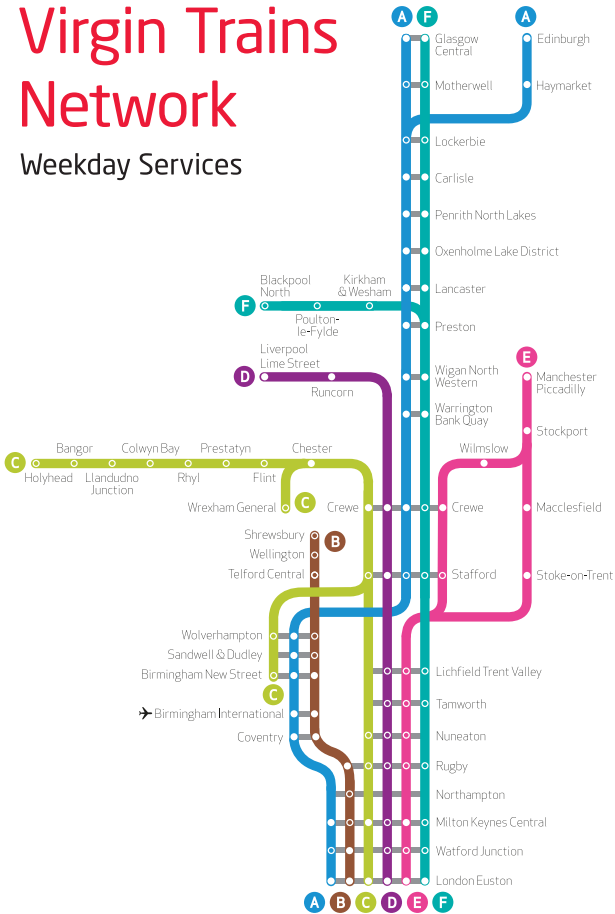 Virgin Trains
Network
Weekday Services
A
F
A
Glasgow
Central
Edinburgh
Motherwell
Haymarket
Lockerbie
Carlisle
Penrith North Lakes
Oxenholme Lake District
Lancaster
Blackpool
North
Kirkham
& Wesham
F
Poulton-
le-Fylde
Preston
Liverpool
Lime Street
D
Runcorn
E
Wigan North
Western
Manchester
Piccadilly
Warrington
Bank Quay
Stockport
C
Bangor
Colwyn Bay
Prestatyn
Chester
Wilmslow
Holyhead
Llandudno
Junction
Rhyl
Flint
Wrexham General
C
Crewe
Crewe
Macclesfield
Shrewsbury
B
Wellington
Telford Central
Stafford
Stoke-on-Trent
Wolverhampton
Sandwell & Dudley
Birmingham New Street
C
Lichfield Trent Valley
Tamworth
Birmingham International
Coventry
Nuneaton
Rugby
Northampton
Milton Keynes Central
Watford Junction
London Euston
A
B
C
D
E
F